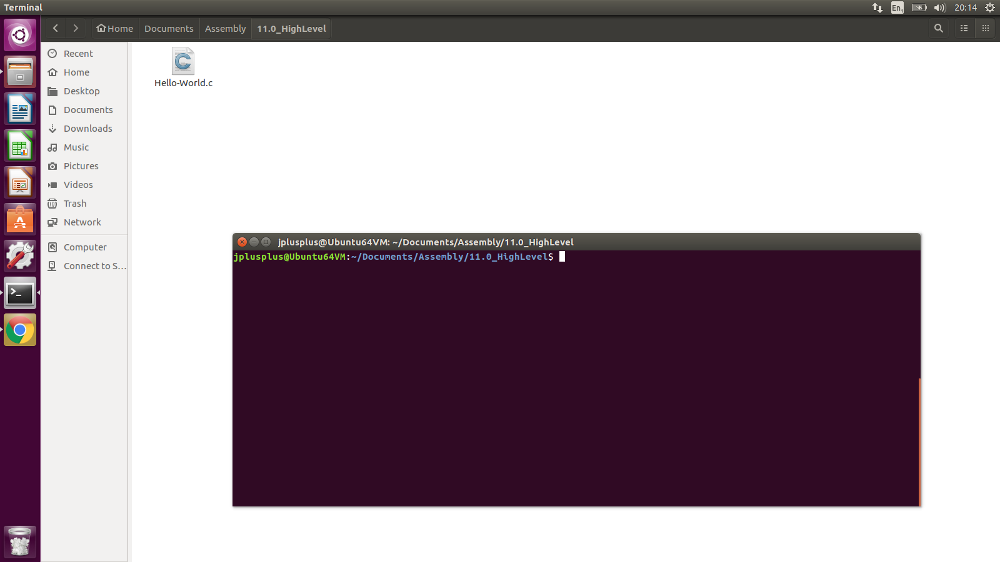 Terminal
En1
20:14
Home
Documents
Assembly
11.0_HighLevel
Recent
Home
Desktop
Documents
Downloads
Music
Pictures
Videos
Trash
Network
Computer
Connect to S...
Hello-World.c
jplusplus@Ubuntu64VM: ~/Documents/Assembly/11.0_HighLevel
jplusplus@Ubuntu64VM:~/Documents/Assembly/11.0_HighLevel$